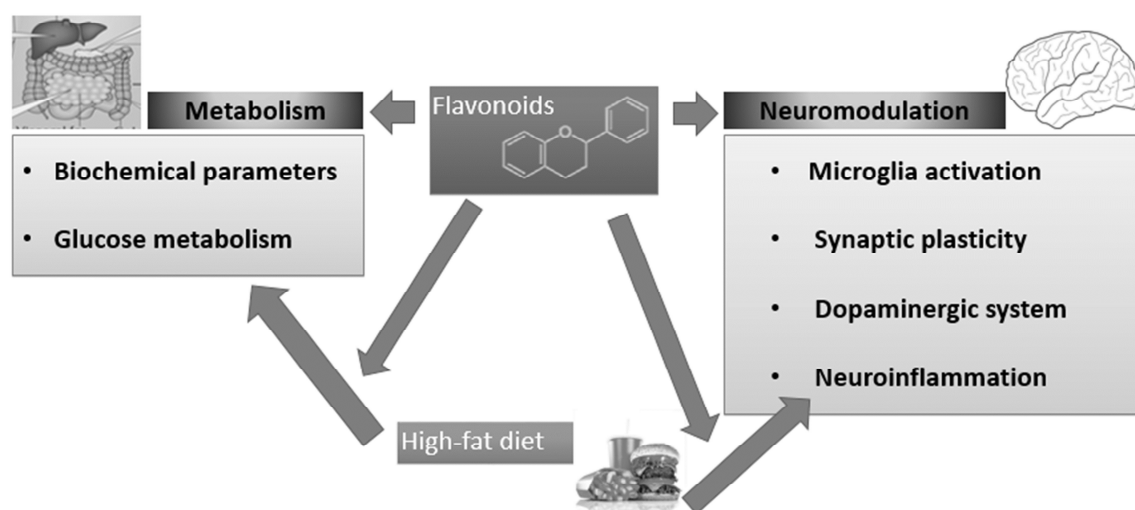 Metabolism
• Biochemical parameters
• Glucose metabolism
Flavonoids
O
Neuromodulation
• Microglia activation
• Synaptic plasticity
• Dopaminergic system
• Neuroinflammation
High-fat diet